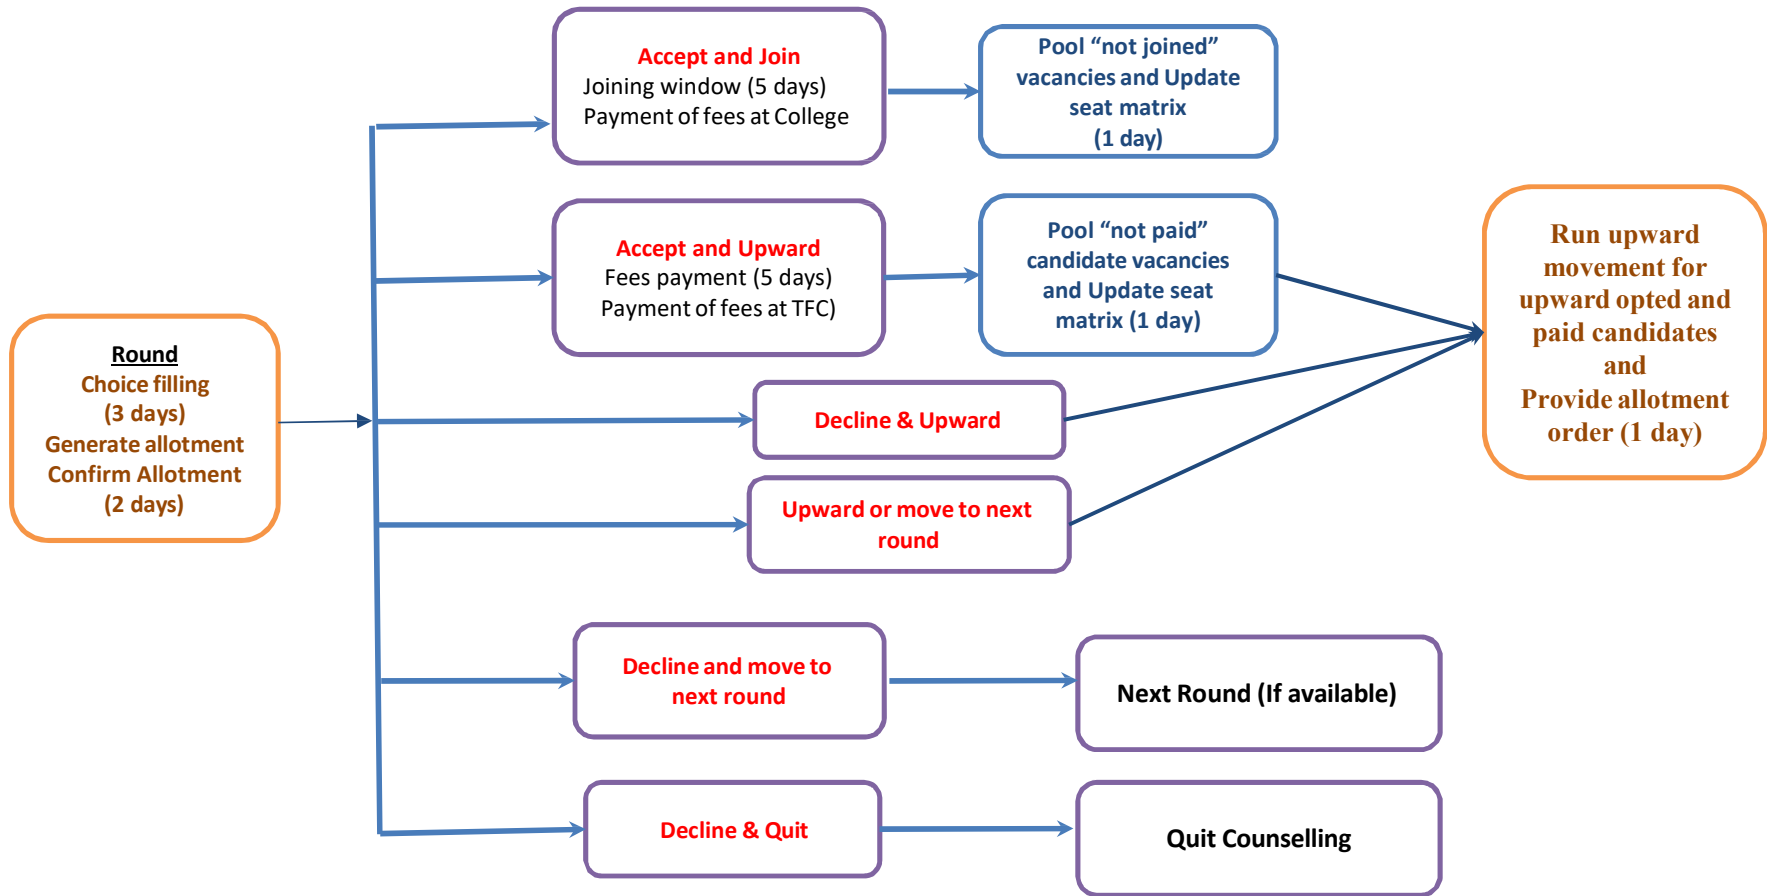 Round
Choice filling
(3 days)
Generate allotment
Confirm Allotment
(2 days)
Accept and Join
Joining window (5 days)
Payment of fees at College
Pool “not joined”
vacancies and Update
seat matrix
(1 day)
Accept and Upward
Fees payment (5 days)
Payment of fees at TFC)
Pool “not paid”
candidate vacancies
and Update seat
matrix (1 day)
Decline & Upward
Upward or move to next
round
Run upward
movement for
upward opted and
paid candidates
and
Provide allotment
order (1 day)
Decline and move to
next round
Next Round (If available)
Decline & Quit
Quit Counselling